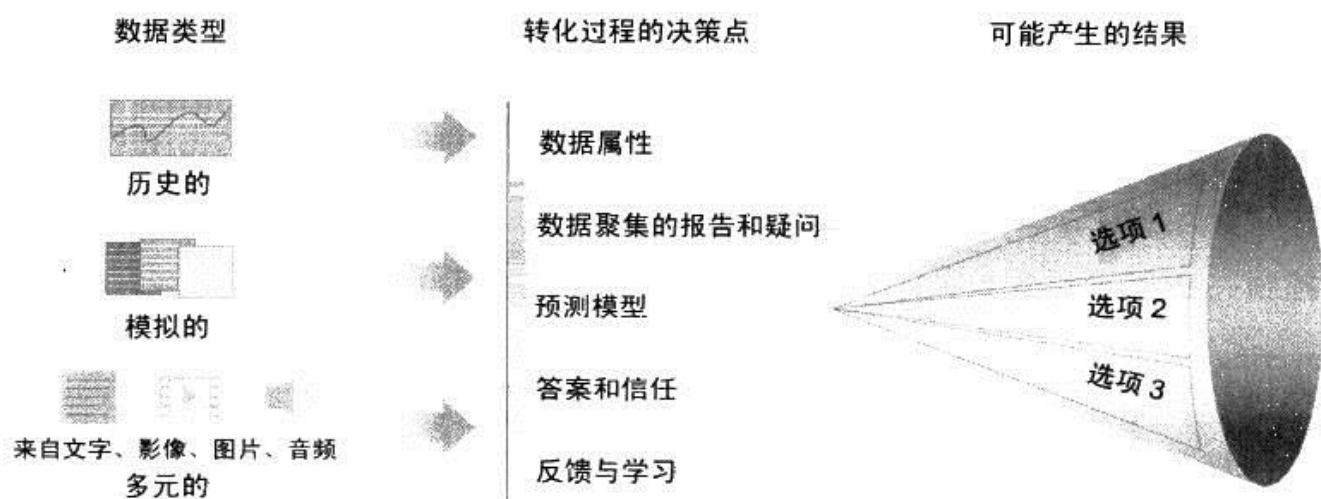 数据类型
转化过程的决策点
可能产生的结果
历史的
模拟的
来自文字、影像、图片、音频
多元的
数据属性
数据聚集的报告和疑问
预测模型
答案和信任
反馈与学习
选项 1
选项 2
选项 3